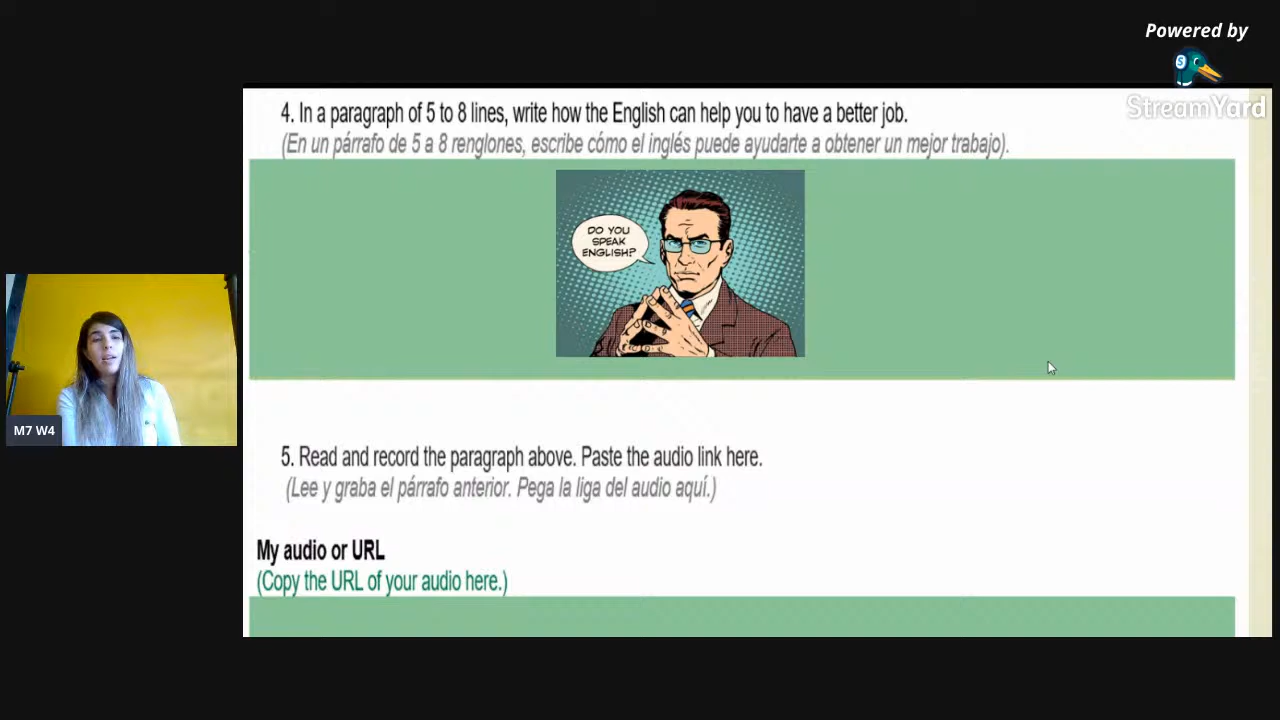 Powered by
StreamYard
4. In a paragraph of 5 to 8 lines, write how the English can help you to have a better job.
(En un párrafo de 5 a 8 renglones, escribe cómo el inglés puede ayudarte a obtener un mejor trabajo).
DO YOU
SPEAK
ENGLISH?
M7 W4
5. Read and record the paragraph above. Paste the audio link here.
(Lee y graba el párrafo anterior. Pega la liga del audio aquí.)
My audio or URL
(Copy the URL of your audio here.)